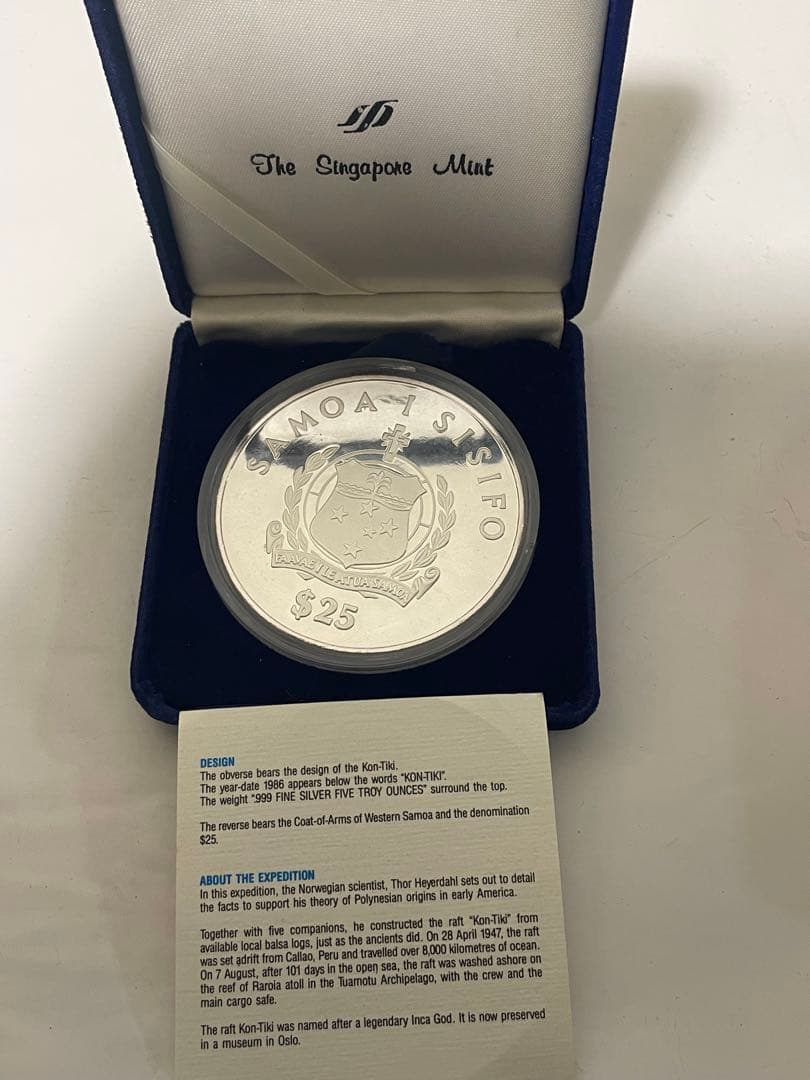 The Singapore Mint
SAMOA I SISIFO
FAAVAE I LE ATUA SAMOA
$25
DESIGN
The obverse bears the design of the Kon-Tiki.
The year-date 1986 appears below the words "KON-TIKI".
The weight ".999 FINE SILVER FIVE TROY OUNCES" surround the top.
The reverse bears the Coat-of-Arms of Western Samoa and the denomination
$25.
ABOUT THE EXPEDITION
In this expedition, the Norwegian scientist, Thor Heyerdahl sets out to detail
the facts to support his theory of Polynesian origins in early America.
Together with five companions, he constructed the raft "Kon-Tiki" from
available local balsa logs, just as the ancients did. On 28 April 1947, the raft
was set adrift from Callao, Peru and travelled over 8,000 kilometres of ocean.
On 7 August, after 101 days in the open sea, the raft was washed ashore on
the reef of Raroia atoll in the Tuamotu Archipelago, with the crew and the
main cargo safe.
The raft Kon-Tiki was named after a legendary Inca God. It is now preserved
in a museum in Oslo.